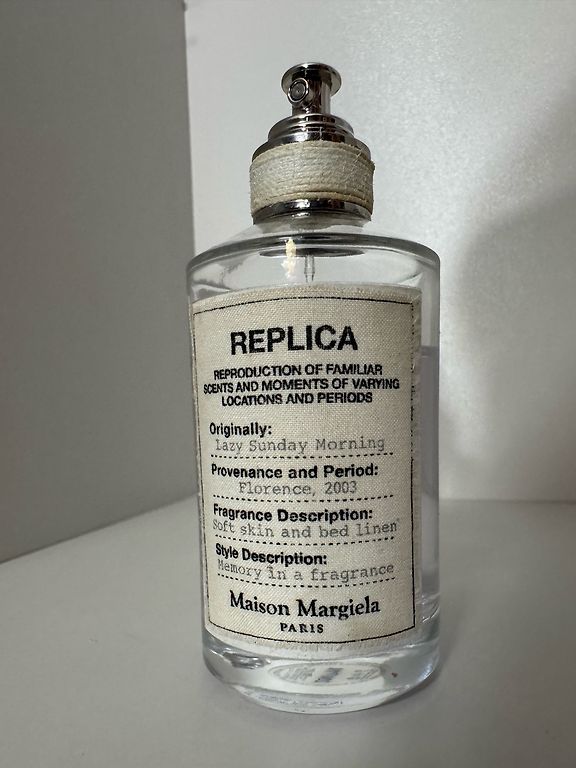 REPLICA
REPRODUCTION OF FAMILIAR
SCENTS AND MOMENTS OF VARYING
LOCATIONS AND PERIODS
Originally:
Lazy Sunday Morning
Provenance and Period:
Florence, 2003
Fragrance Description:
Soft skin and bed linen
Style Description:
Memory in a fragrance
Maison Margiela
PARIS